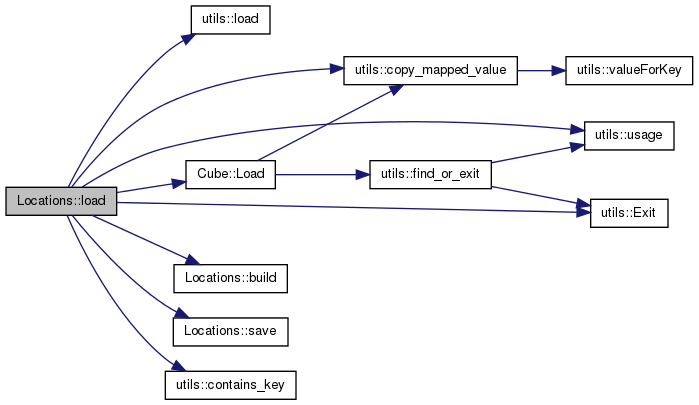 utils::load
utils::copy_mapped_value
utils::valueForKey
utils::usage
Cube::Load
utils::find_or_exit
Locations::load
utils::Exit
Locations::build
Locations::save
utils::contains_key